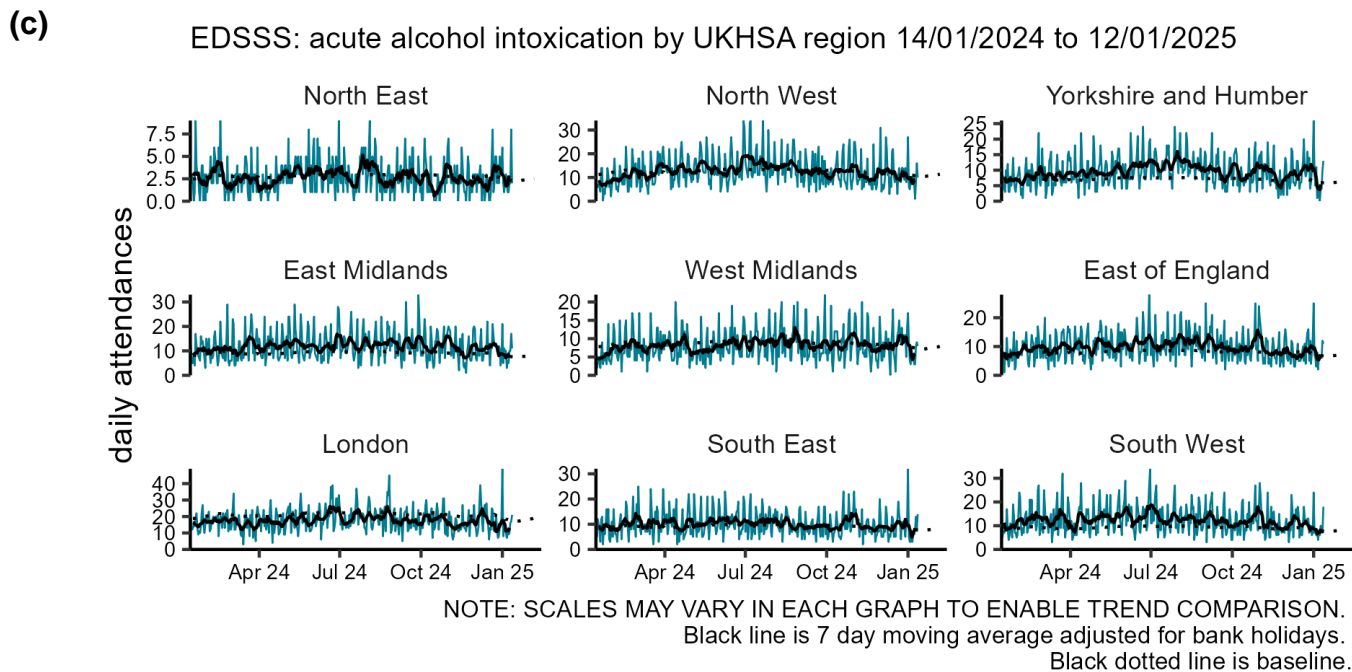 (c)
EDSSS: acute alcohol intoxication by UKHSA region 14/01/2024 to 12/01/2025
daily attendances
North East
7.5
5.0
2.5
0.0
North West
30
20
10
0
Yorkshire and Humber
25
20
15
10
5
0
East Midlands
30
20
10
0
West Midlands
20
15
10
5
0
East of England
20
10
0
London
40
30
20
10
0
Apr 24 Jul 24 Oct 24 Jan 25
South East
30
20
10
0
Apr 24 Jul 24 Oct 24 Jan 25
South West
30
20
10
0
Apr 24 Jul 24 Oct 24 Jan 25
NOTE: SCALES MAY VARY IN EACH GRAPH TO ENABLE TREND COMPARISON.
Black line is 7 day moving average adjusted for bank holidays.
Black dotted line is baseline.